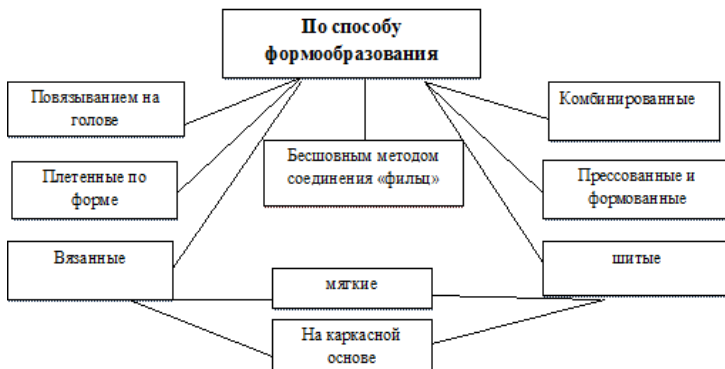 По способу
формообразования
Повязыванием на
голове
Комбинированные
Бесшовным методом
соединения «фильц»
Плетенные по
форме
Прессованные и
формованные
Вязанные
шитые
мягкие
На каркасной
основе